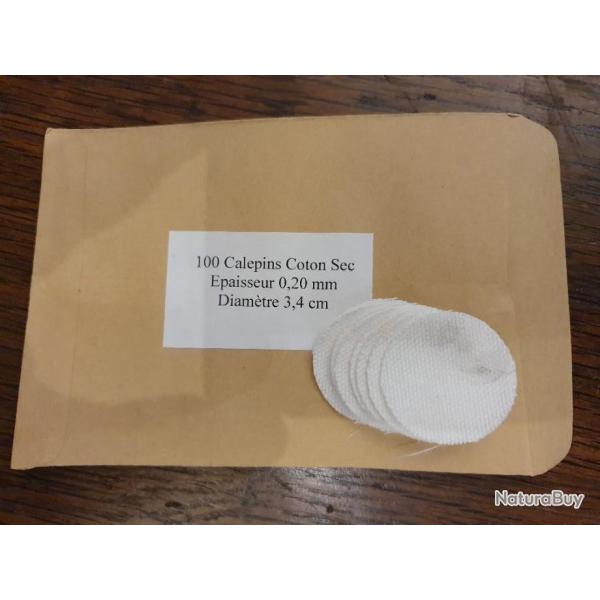 100 Calepins Coton Sec
Epaisseur 0,20 mm
Diamètre 3,4 cm
NaturaBuy